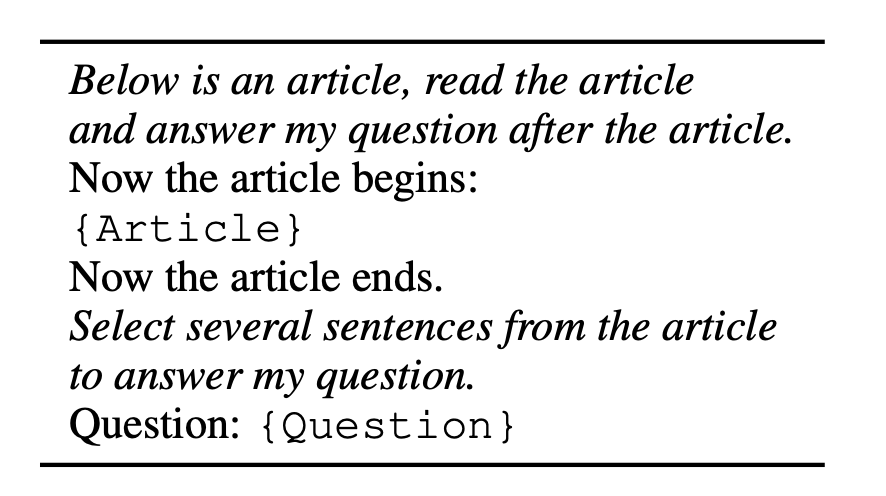 Below is an article, read the article
and answer my question after the article.
Now the article begins:
{Article}
Now the article ends.
Select several sentences from the article
to answer my question.
Question: {Question}